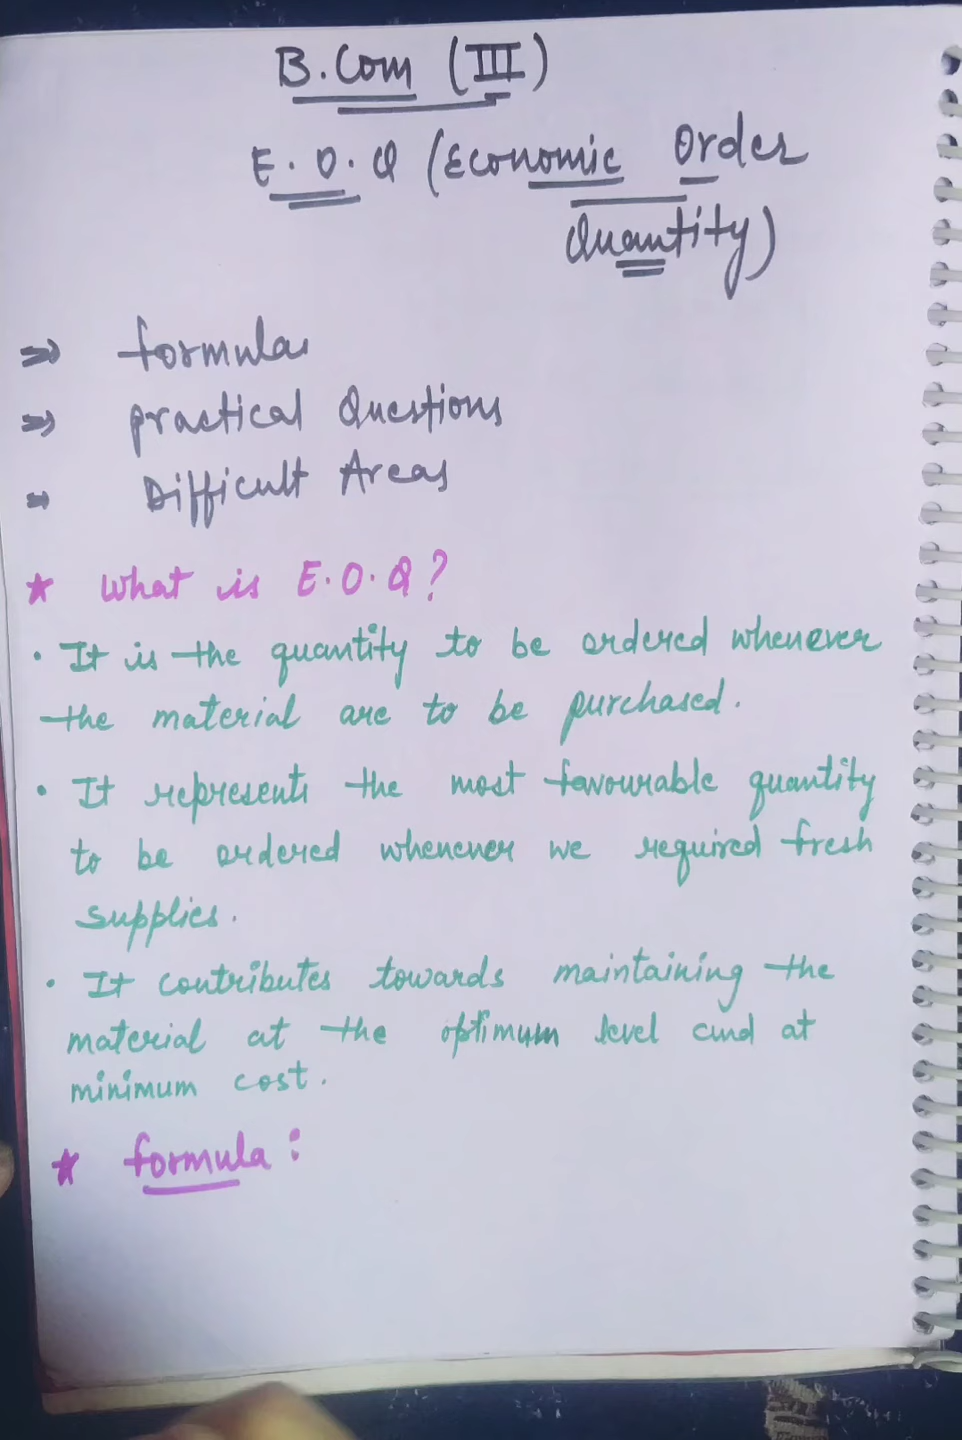 B.Com (III)
E.O.Q (Economic Order
Quantity)
⇒ formulas
⇒ practical Questions
⇒ Difficult Areas
★ What is E.O.Q?
• It is the quantity to be ordered whenever
the material are to be purchased.
• It represents the most favourable quantity
to be ordered whenever we required fresh
supplies.
• It contributes towards maintaining the
material at the optimum level and at
minimum cost.
★ formula: